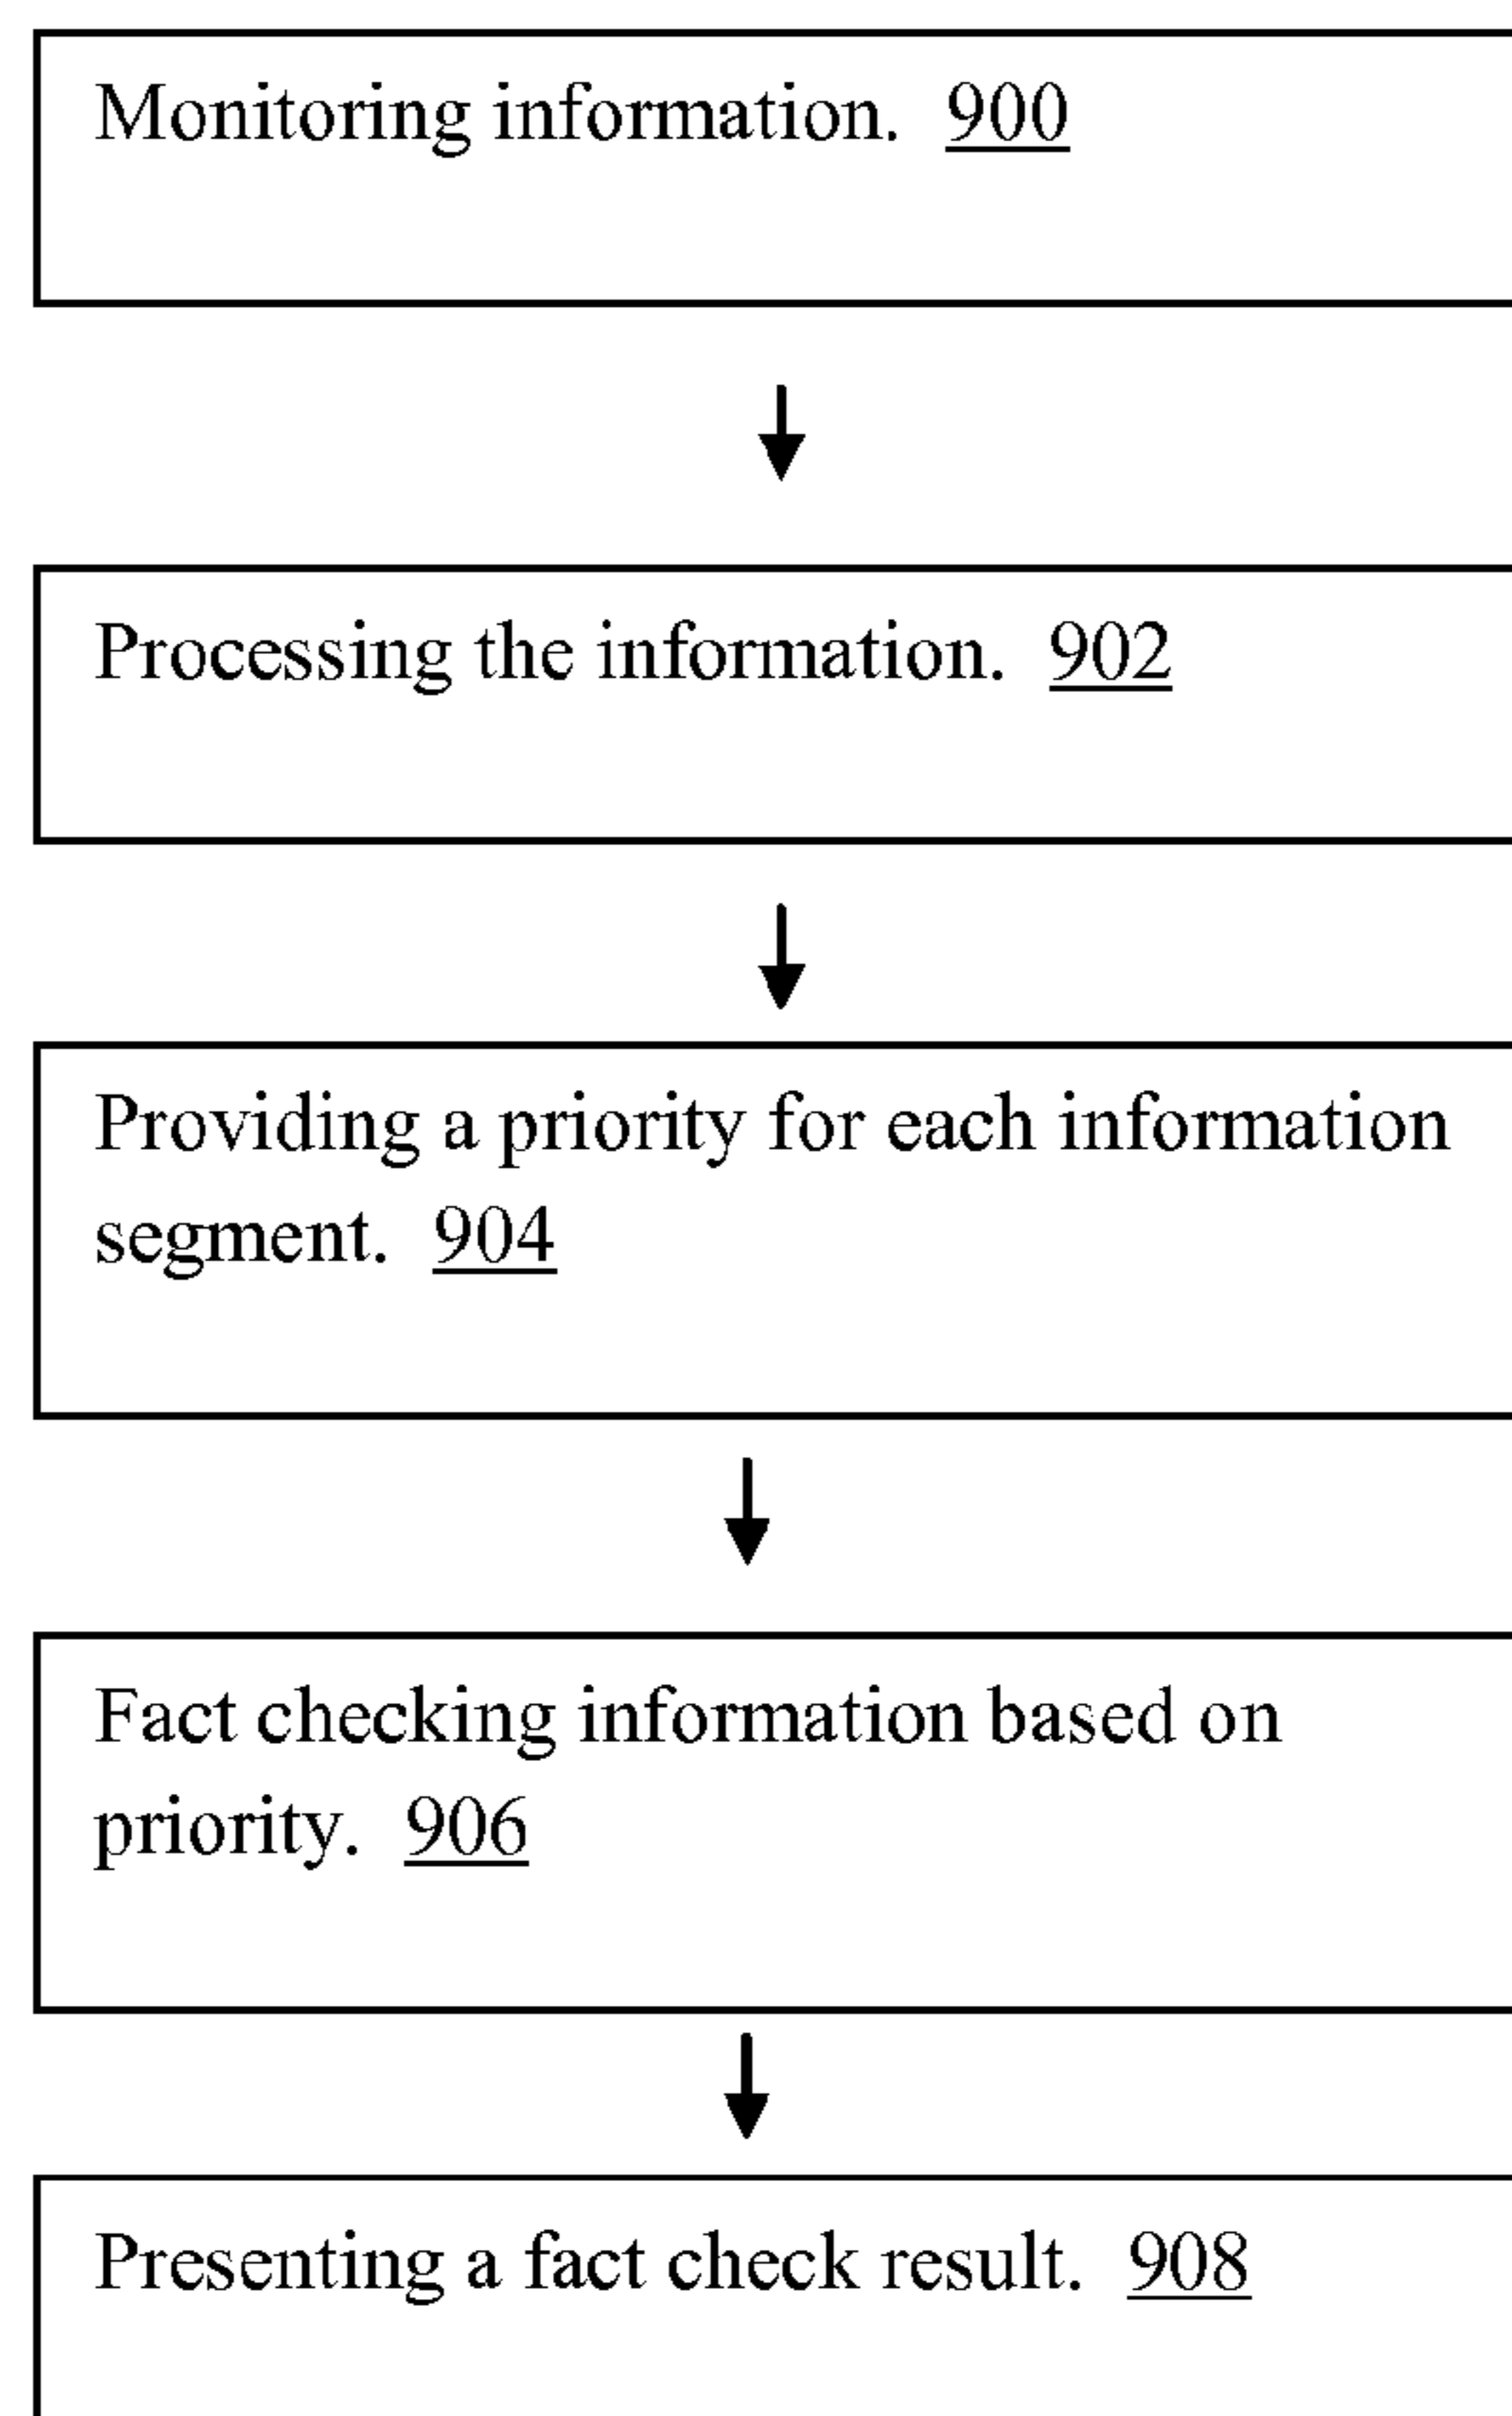 Monitoring information. 900
Processing the information. 902
Providing a priority for each information
segment. 904
Fact checking information based on
priority. 906
Presenting a fact check result. 908